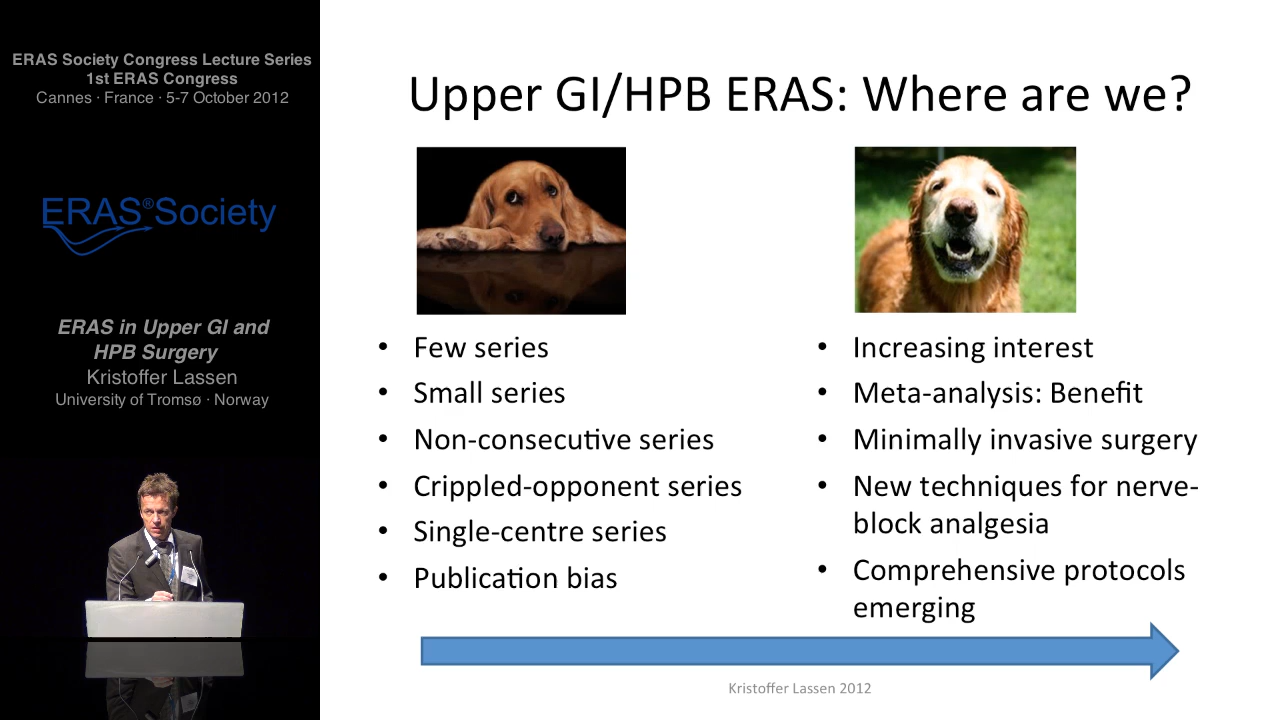 ERAS Society Congress Lecture Series
1st ERAS Congress
Cannes · France · 5-7 October 2012
ERAS®Society
ERAS in Upper GI and
HPB Surgery
Kristoffer Lassen
University of Tromsø · Norway
Upper GI/HPB ERAS: Where are we?
• Few series
• Small series
• Non-consecutive series
• Crippled-opponent series
• Single-centre series
• Publication bias
• Increasing interest
• Meta-analysis: Benefit
• Minimally invasive surgery
• New techniques for nerve-
block analgesia
• Comprehensive protocols
emerging
Kristoffer Lassen 2012